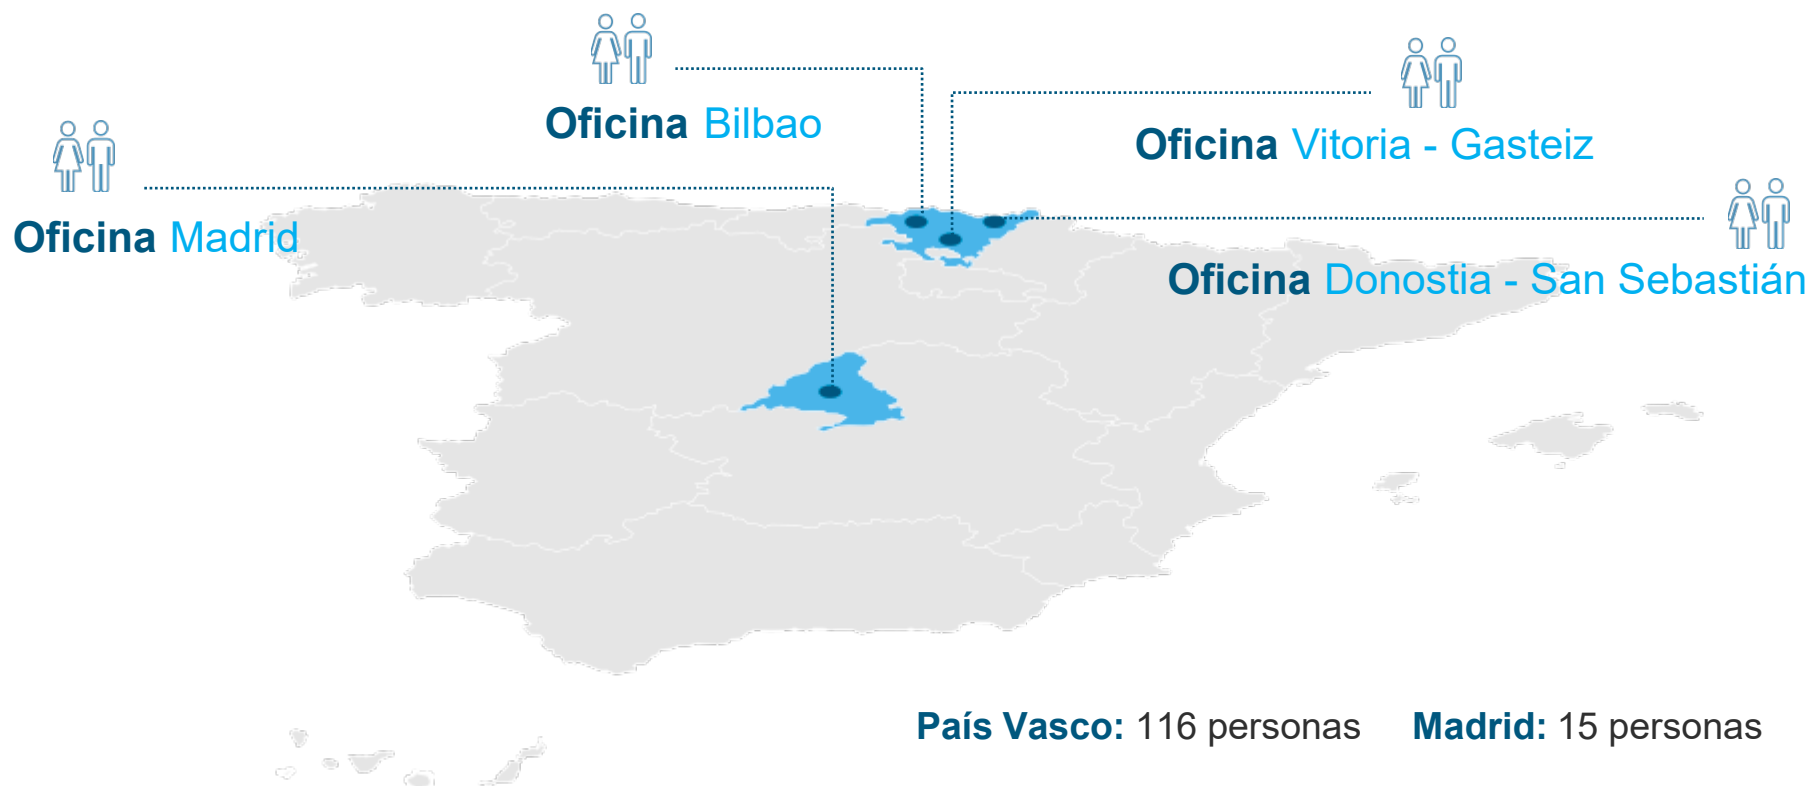 Oficina Bilbao
Oficina Vitoria - Gasteiz
Oficina Madrid
Oficina Donostia - San Sebastián
País Vasco: 116 personas
Madrid: 15 personas